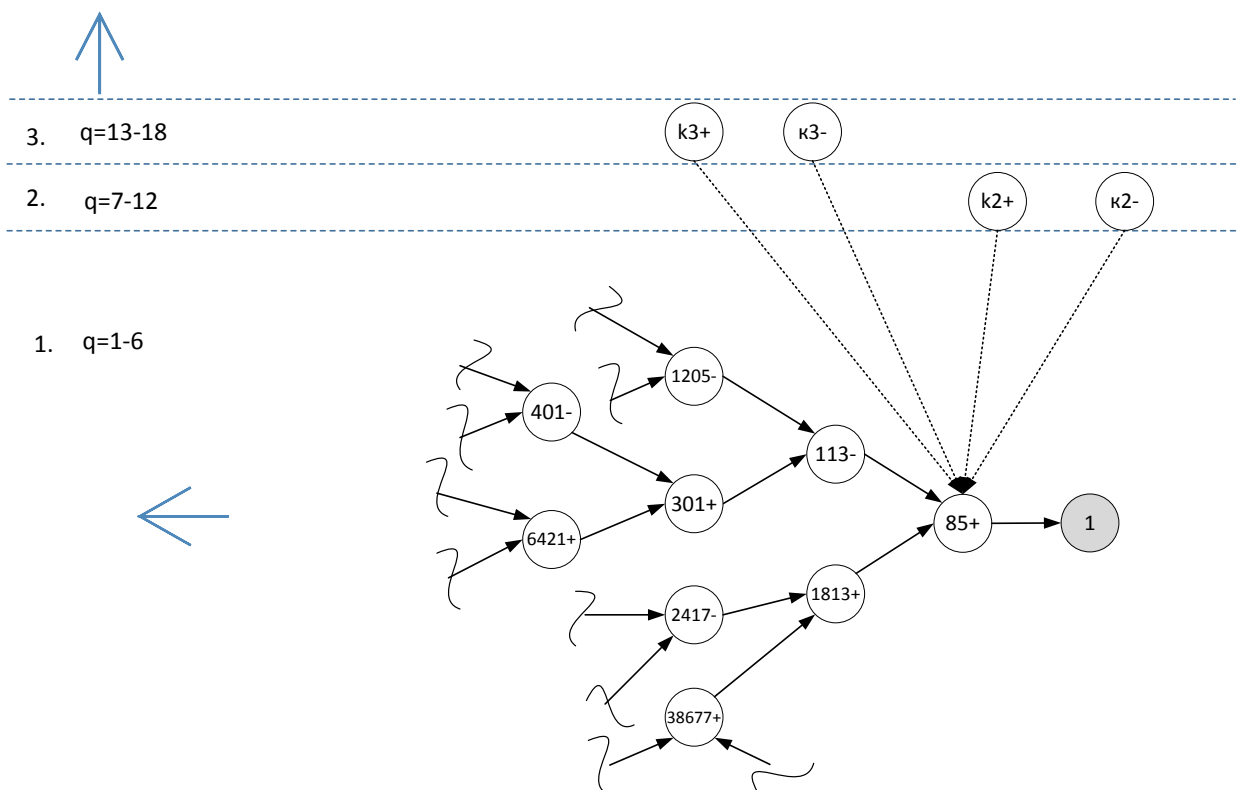 3. q=13-18
k3+
к3-
2. q=7-12
k2+
к2-
1. q=1-6
1205-
401-
113-
301+
85+
1
6421+
1813+
2417-
38677+